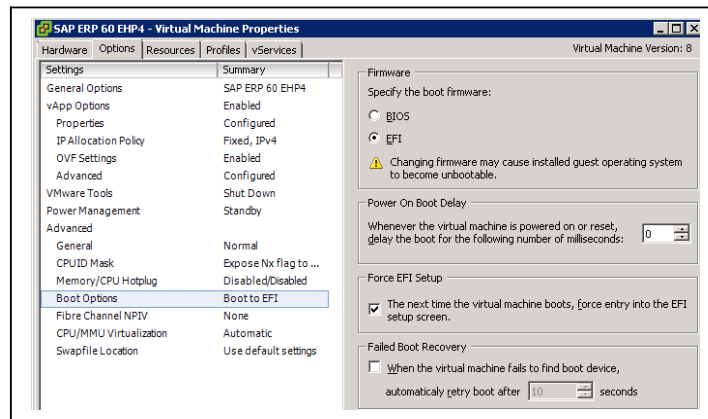 SAP ERP 60 EHP4 - Virtual Machine Properties
Hardware Options Resources Profiles vServices Virtual Machine Version: 8
Settings Summary
General Options SAP ERP 60 EHP4
vApp Options Enabled
Properties Configured
IP Allocation Policy Fixed, IPv4
OVF Settings Enabled
Advanced Configured
VMware Tools Shut Down
Power Management Standby
Advanced
General Normal
CPUID Mask Expose Nx flag to ...
Memory/CPU Hotplug Disabled/Disabled
Boot Options Boot to EFI
Fibre Channel NPIV None
CPU/MMU Virtualization Automatic
Swapfile Location Use default settings
Firmware
Specify the boot firmware:
BIOS
EFI
Changing firmware may cause installed guest operating system
to become unbootable.
Power On Boot Delay
Whenever the virtual machine is powered on or reset,
delay the boot for the following number of milliseconds: 0
Force EFI Setup
The next time the virtual machine boots, force entry into the EFI
setup screen.
Failed Boot Recovery
When the virtual machine fails to find boot device,
automaticaly retry boot after 10 seconds